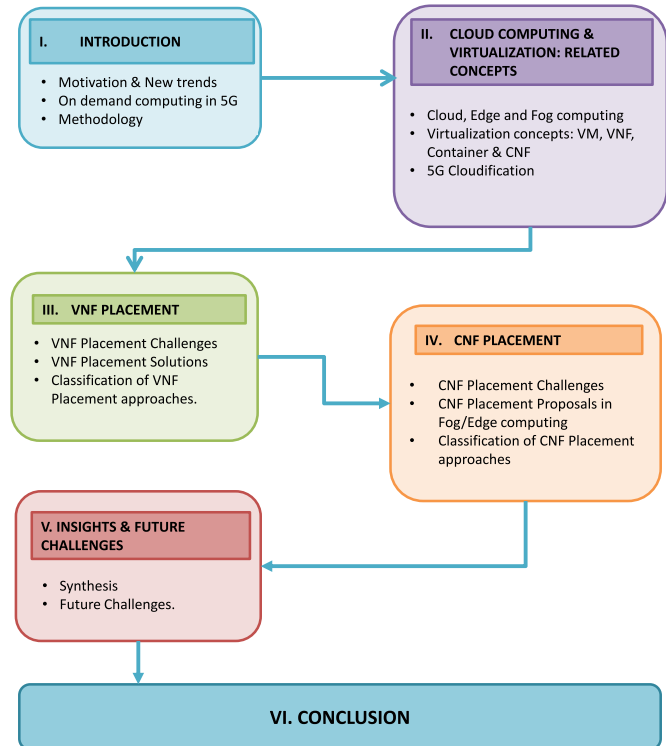 I. INTRODUCTION
• Motivation & New trends
• On demand computing in 5G
• Methodology
II. CLOUD COMPUTING &
VIRTUALIZATION: RELATED
CONCEPTS
• Cloud, Edge and Fog computing
• Virtualization concepts: VM, VNF,
Container & CNF
• 5G Cloudification
III. VNF PLACEMENT
• VNF Placement Challenges
• VNF Placement Solutions
• Classification of VNF
Placement approaches.
IV. CNF PLACEMENT
• CNF Placement Challenges
• CNF Placement Proposals in
Fog/Edge computing
• Classification of CNF Placement
approaches
V. INSIGHTS & FUTURE
CHALLENGES
• Synthesis
• Future Challenges.
VI. CONCLUSION